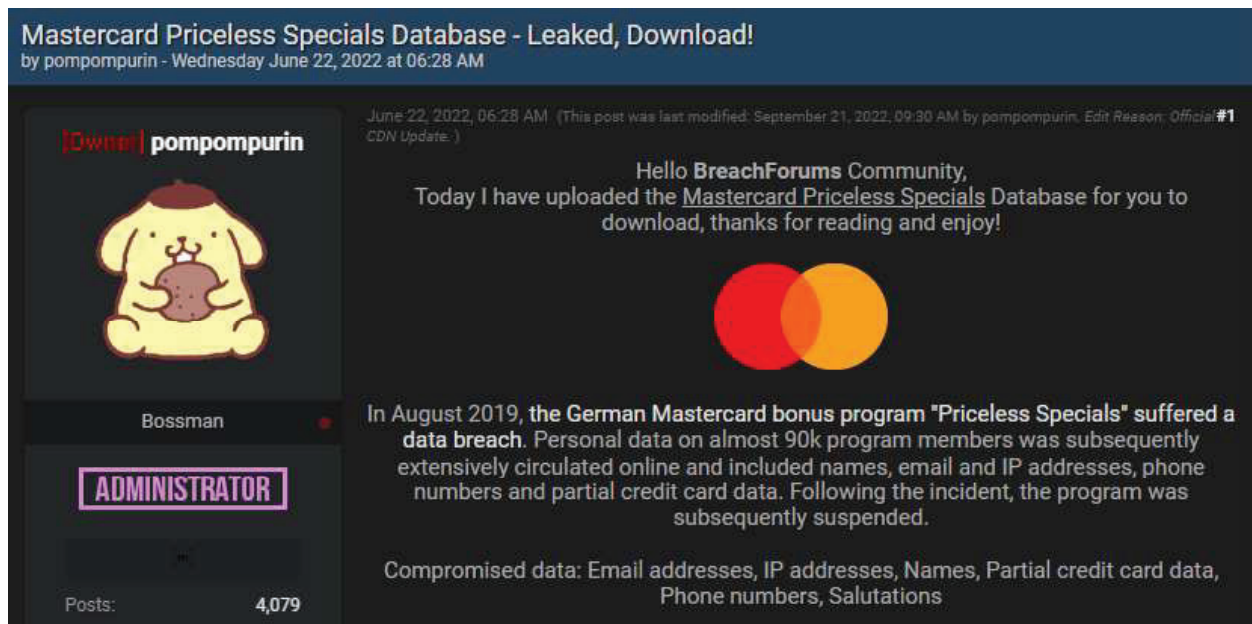 Mastercard Priceless Specials Database - Leaked, Download!
by pompompurin - Wednesday June 22, 2022 at 06:28 AM
[Owner] pompompurin
Bossman
ADMINISTRATOR
Posts: 4,079
June 22, 2022, 06:28 AM (This post was last modified: September 21, 2022, 09:30 AM by pompompurin. Edit Reason: Official #1
CDN Update. )
Hello BreachForums Community,
Today I have uploaded the Mastercard Priceless Specials Database for you to
download, thanks for reading and enjoy!
In August 2019, the German Mastercard bonus program "Priceless Specials" suffered a
data breach. Personal data on almost 90k program members was subsequently
extensively circulated online and included names, email and IP addresses, phone
numbers and partial credit card data. Following the incident, the program was
subsequently suspended.
Compromised data: Email addresses, IP addresses, Names, Partial credit card data,
Phone numbers, Salutations